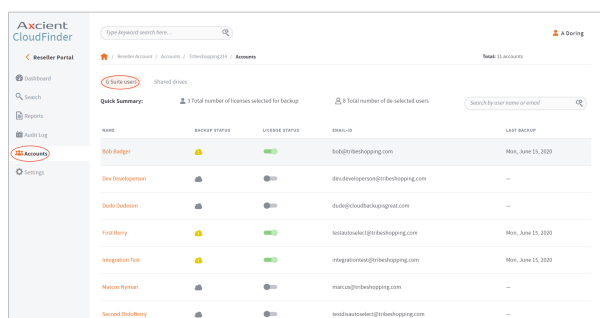 Axcient
CloudFinder
Type keyword search here...
A Doring
Reseller Portal
/ Reseller Account / Accounts / Tribeshopping214 / Accounts
Total: 11 accounts
Dashboard
Search
Reports
Audit Log
Accounts
Settings
G Suite users
Shared drives
Quick Summary:
3 Total number of licenses selected for backup
8 Total number of de-selected users
Search by user name or email
NAME BACKUP STATUS LICENSE STATUS EMAIL-ID LAST BACKUP
Bob Badger bob@tribeshopping.com Mon, June 15, 2020
Dev Developerson dev.developerson@tribeshopping.com —
Dude Dudeson dude@cloudbackupisgreat.com —
First Berry testautoselect@tribeshopping.com Mon, June 15, 2020
Integration Test integrationtest@tribeshopping.com Mon, June 15, 2020
Marcus Nyman marcus@tribeshopping.com —
Second OrdoBerry testdisautoselect@tribeshopping.com —